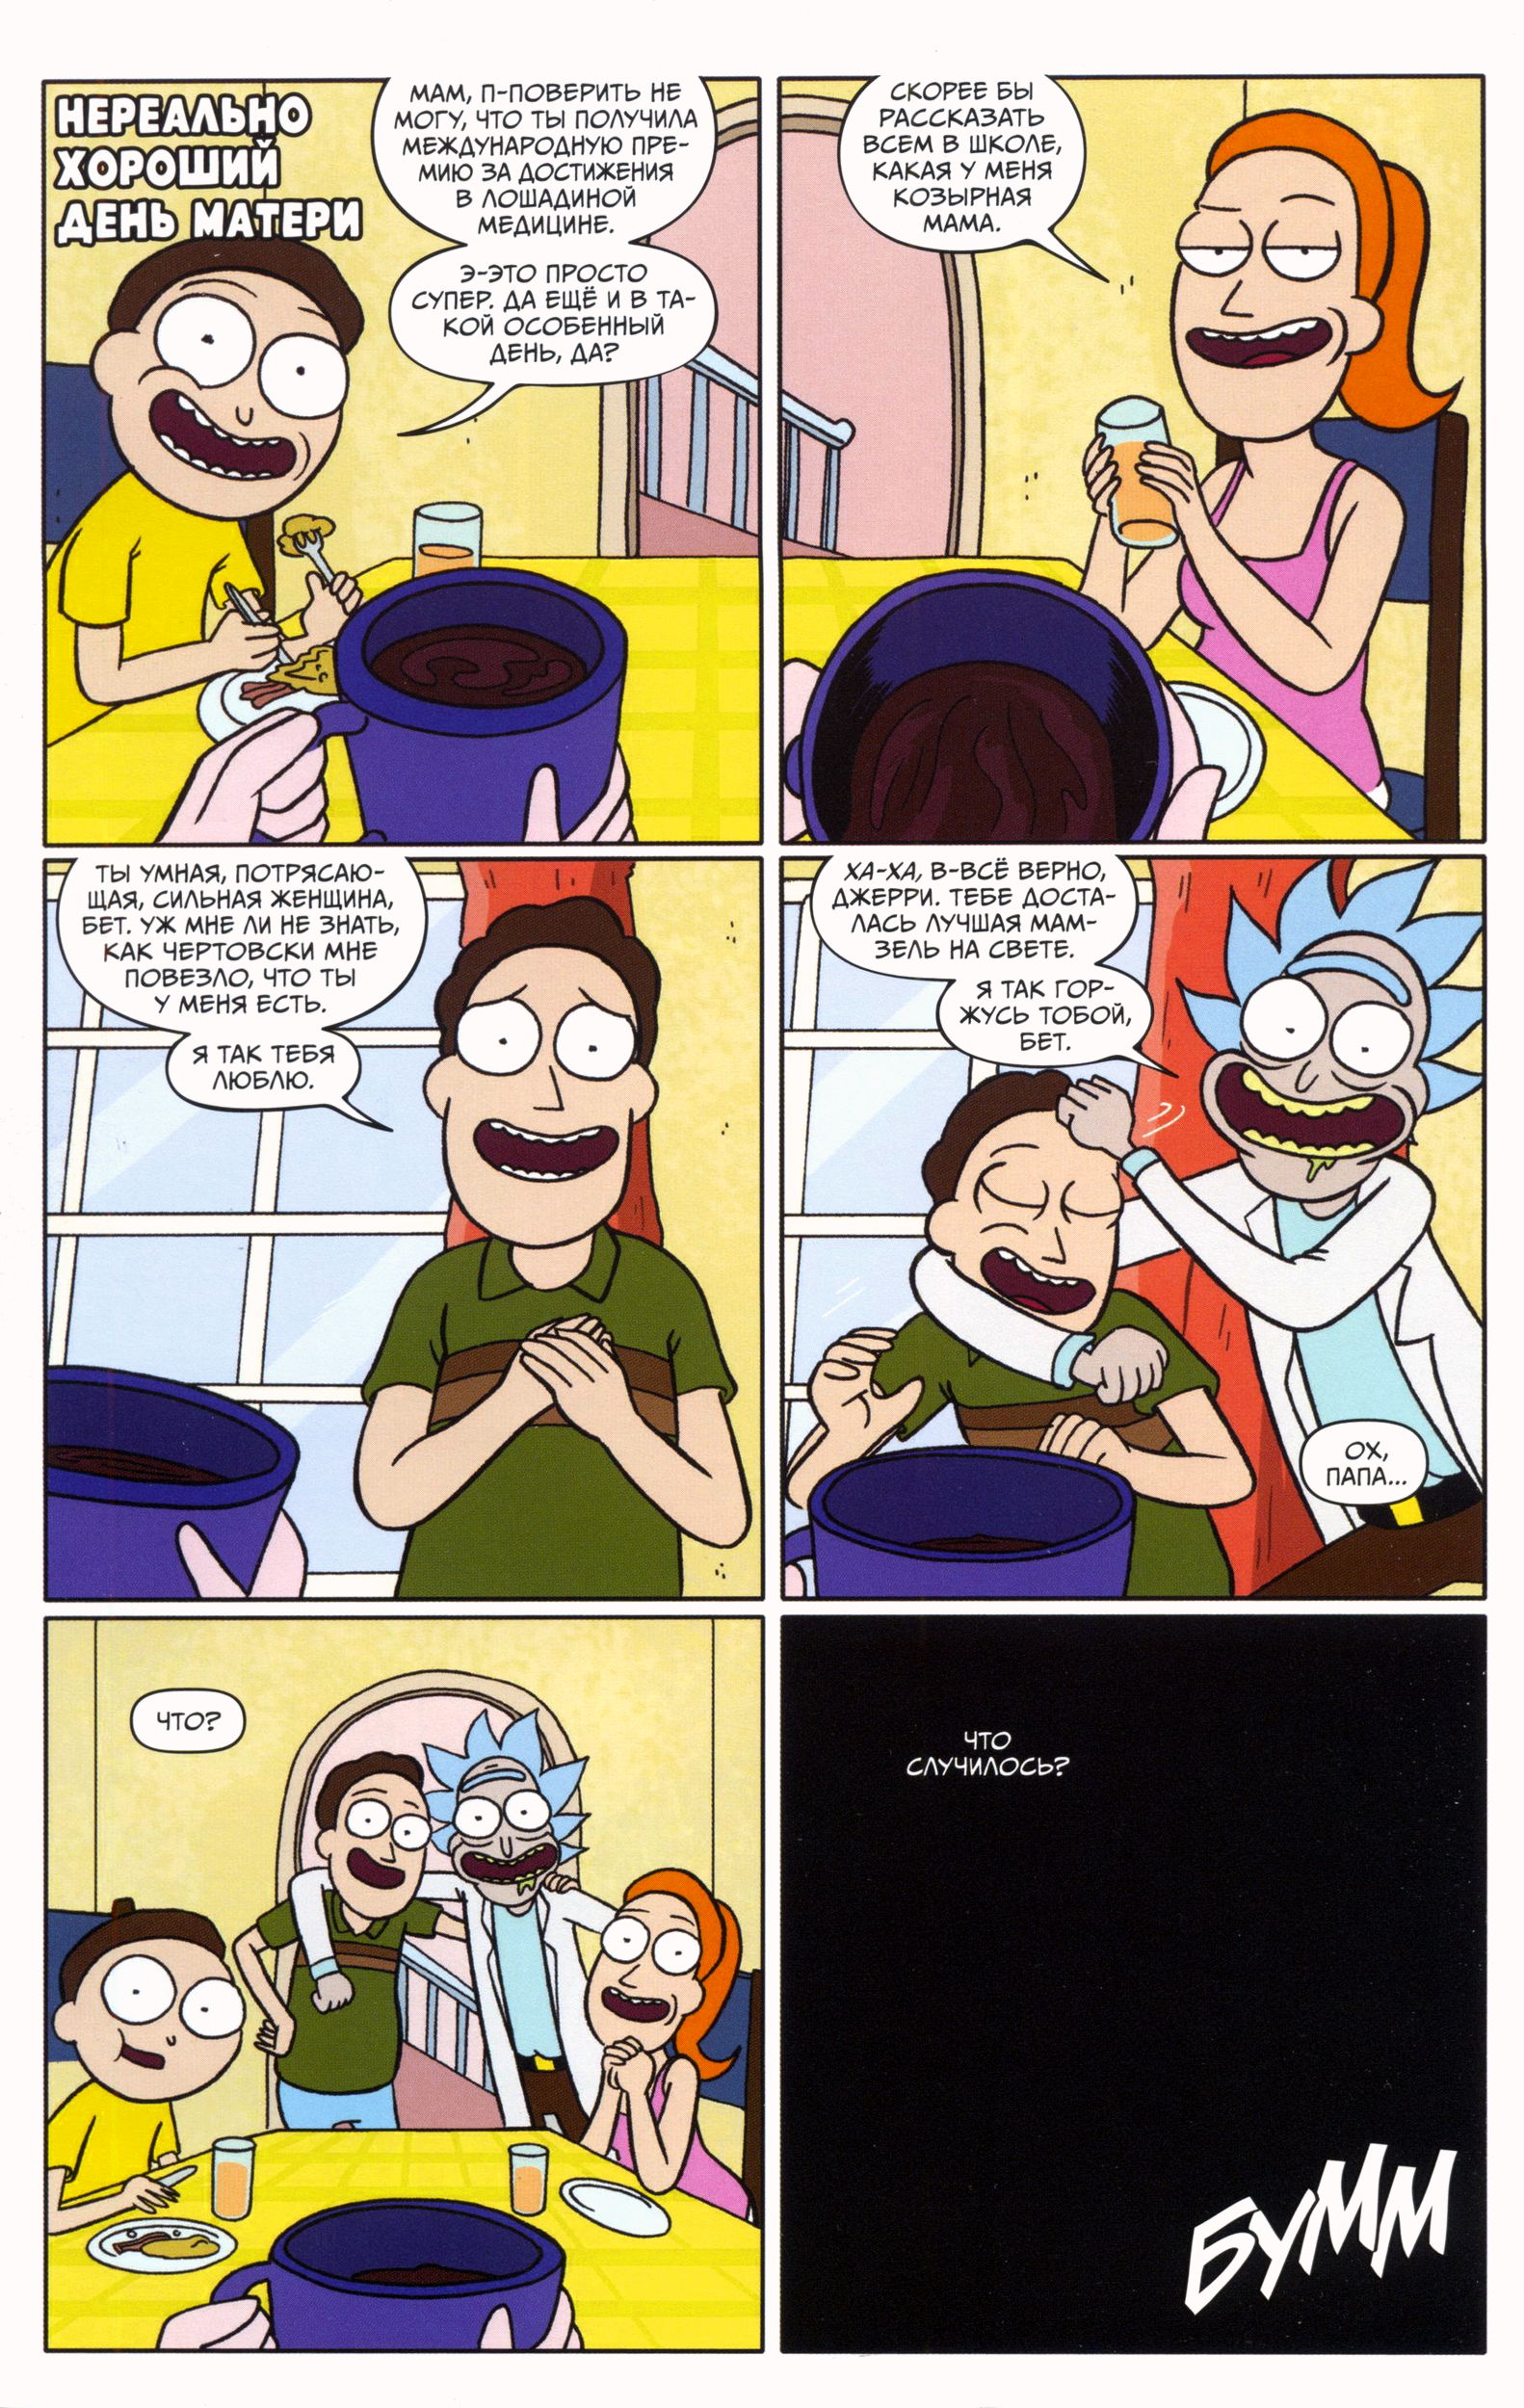 НЕРЕАЛЬНО
ХОРОШИЙ
ДЕНЬ МАТЕРИ
МАМ, П-ПОВЕРИТЬ НЕ
МОГУ, ЧТО ТЫ ПОЛУЧИЛА
МЕЖДУНАРОДНУЮ ПРЕ-
МИЮ ЗА ДОСТИЖЕНИЯ
В ЛОШАДИНОЙ
МЕДИЦИНЕ.
Э-ЭТО ПРОСТО
СУПЕР. ДА ЕЩЁ И В ТА-
КОЙ ОСОБЕННЫЙ
ДЕНЬ, ДА?
СКОРЕЕ БЫ
РАССКАЗАТЬ
ВСЕМ В ШКОЛЕ,
КАКАЯ У МЕНЯ
КОЗЫРНАЯ
МАМА.
ТЫ УМНАЯ, ПОТРЯСАЮ-
ЩАЯ, СИЛЬНАЯ ЖЕНЩИНА,
БЕТ. УЖ МНЕ ЛИ НЕ ЗНАТЬ,
КАК ЧЕРТОВСКИ МНЕ
ПОВЕЗЛО, ЧТО ТЫ
У МЕНЯ ЕСТЬ.
Я ТАК ТЕБЯ
ЛЮБЛЮ.
ХА-ХА, В-ВСЁ ВЕРНО,
ДЖЕРРИ. ТЕБЕ ДОСТА-
ЛАСЬ ЛУЧШАЯ МАМ-
ЗЕЛЬ НА СВЕТЕ.
Я ТАК ГОР-
ЖУСЬ ТОБОЙ,
БЕТ.
ОХ,
ПАПА...
ЧТО?
ЧТО
СЛУЧИЛОСЬ?
БУММ